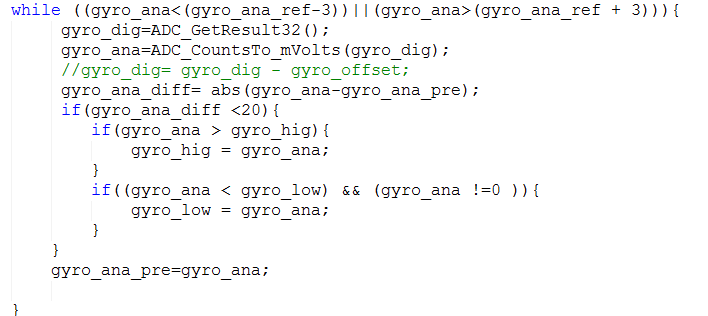 while ((gyro_ana<(gyro_ana_ref-3))||(gyro_ana>(gyro_ana_ref + 3))){
gyro_dig=ADC_GetResult32();
gyro_ana=ADC_CountsTo_mVolts(gyro_dig);
//gyro_dig= gyro_dig - gyro_offset;
gyro_ana_diff= abs(gyro_ana-gyro_ana_pre);
if(gyro_ana_diff <20){
if(gyro_ana > gyro_hig){
gyro_hig = gyro_ana;
}
if((gyro_ana < gyro_low) && (gyro_ana !=0 )){
gyro_low = gyro_ana;
}
}
gyro_ana_pre=gyro_ana;
}